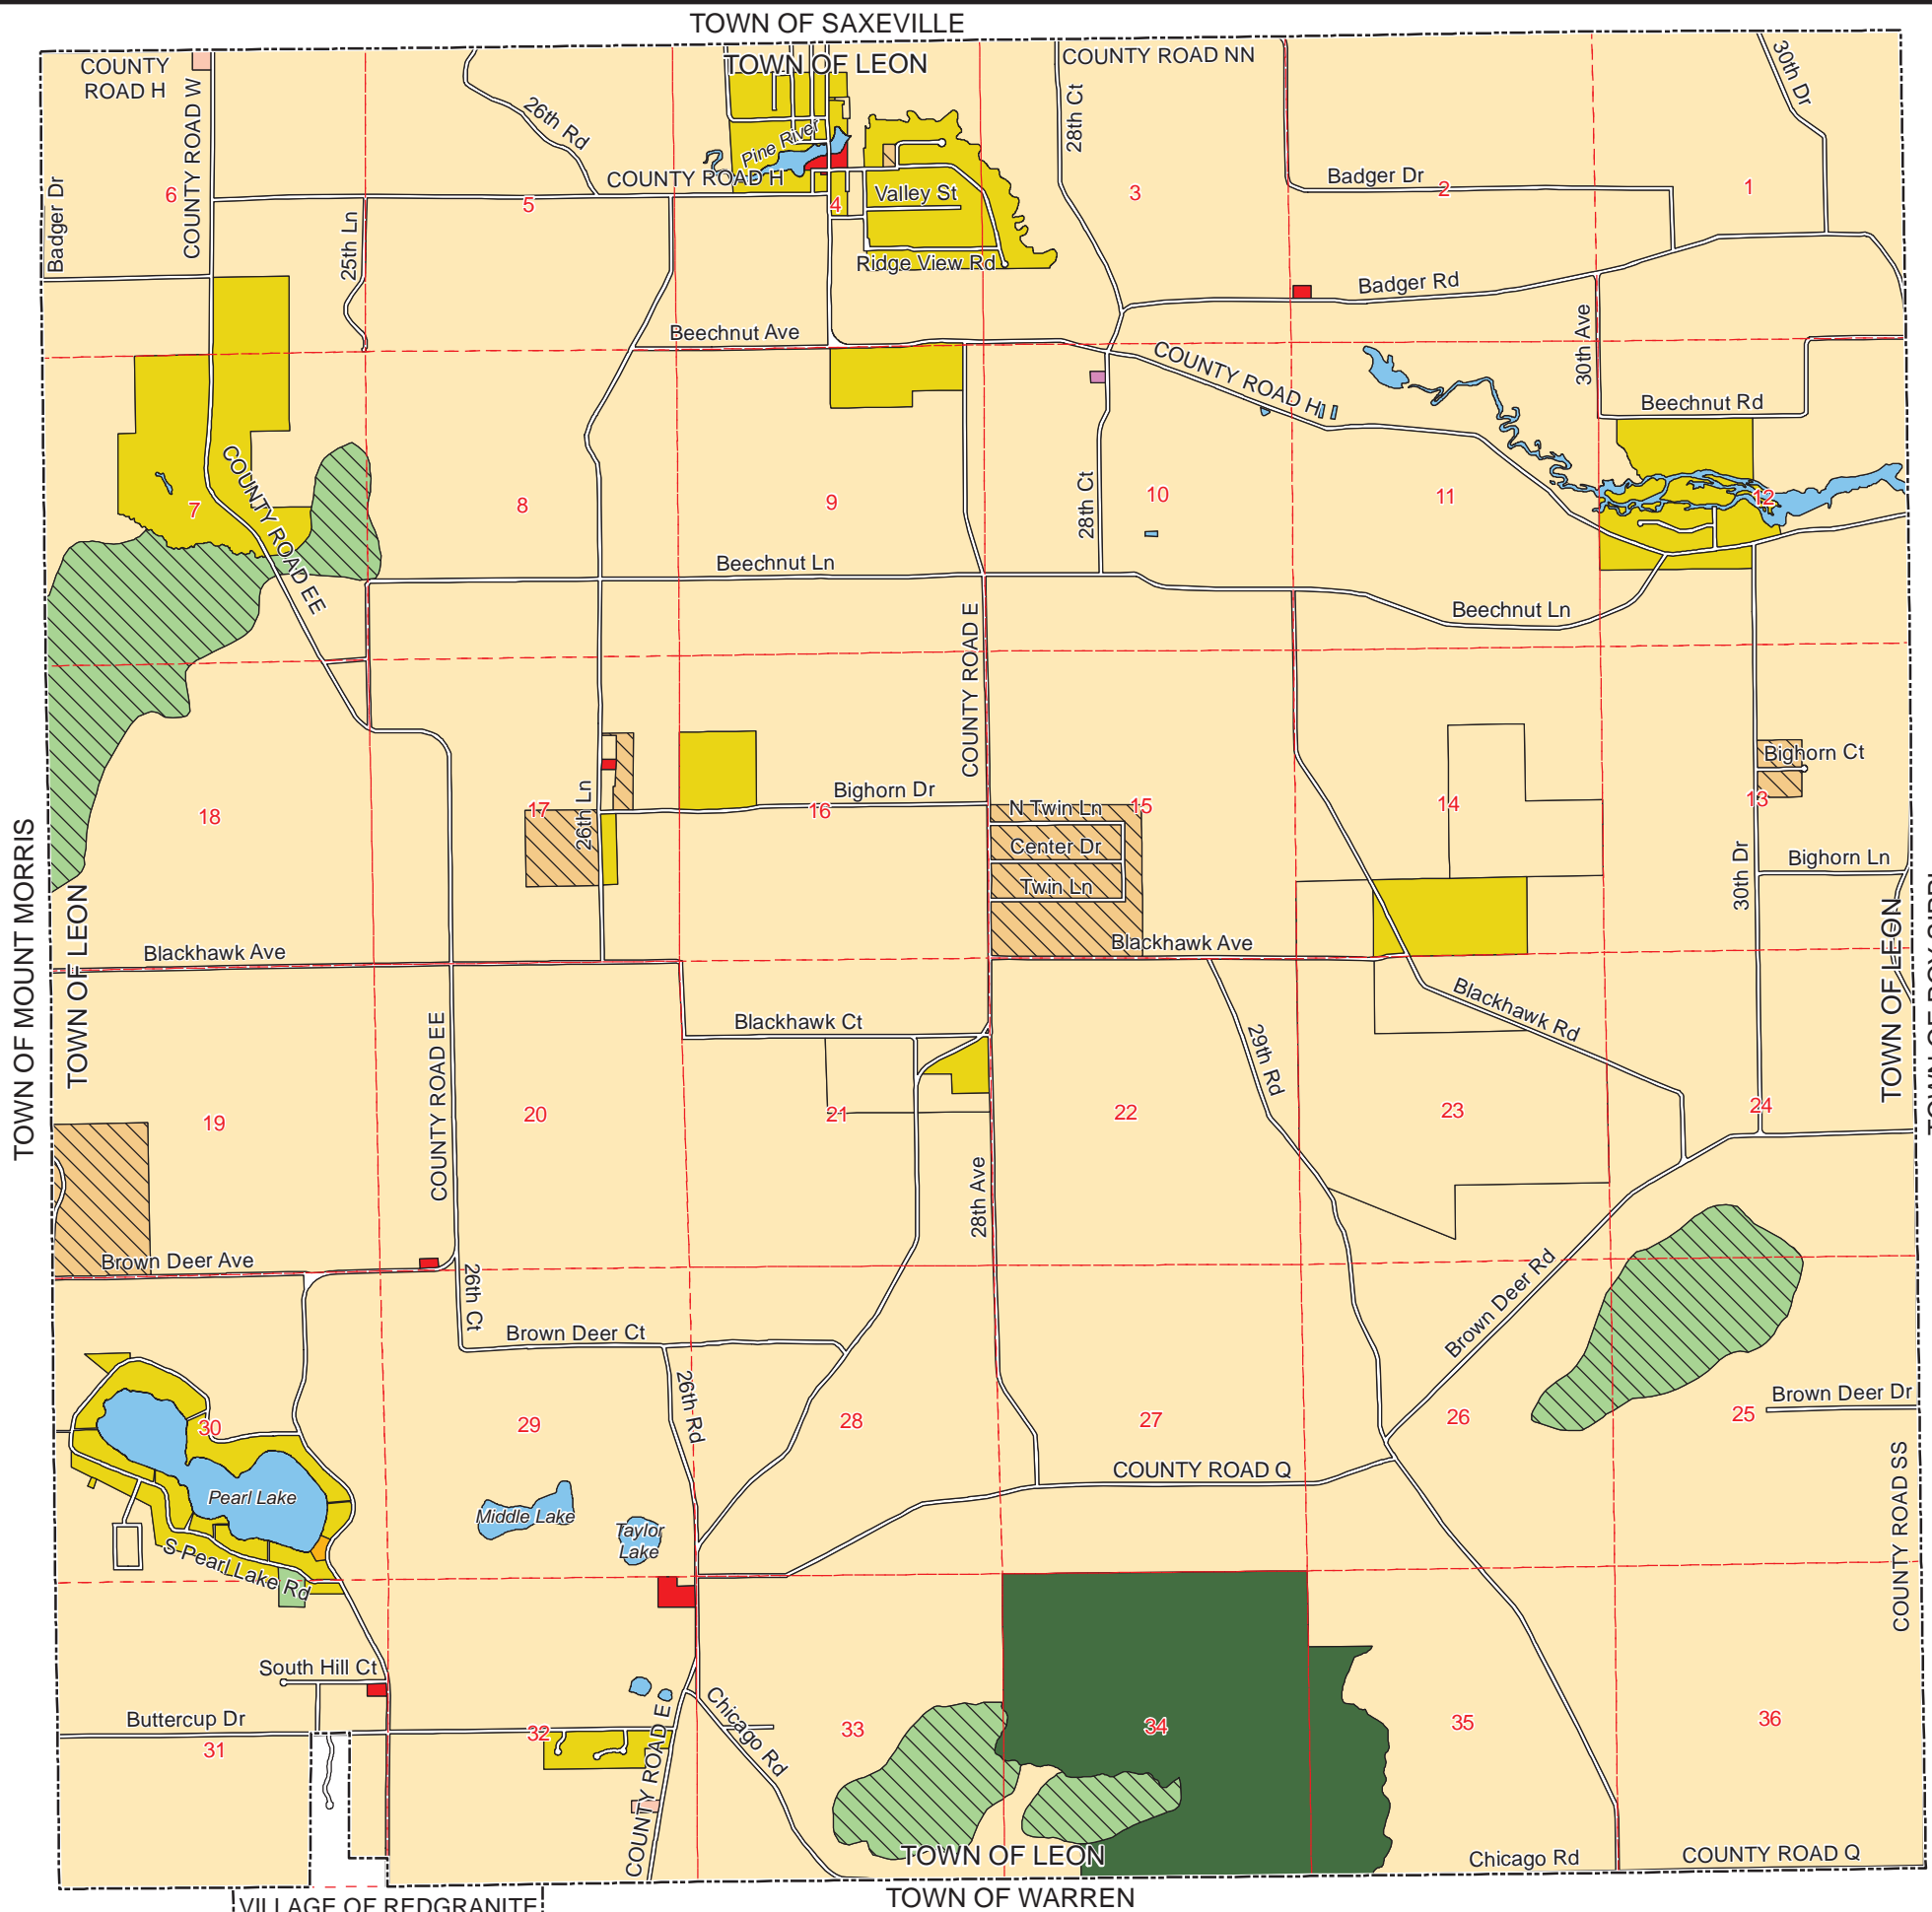 TOWN OF SAXEVILLE
COUNTY
ROAD H
TOWN OF LEON
COUNTY ROAD NN
30th Dr
COUNTY ROAD W
26th Rd
28th Ct
Pine River
COUNTY ROAD H
Badger Dr
Badger Dr
6
5
4
3
2
1
Valley St
25th Ln
Ridge View Rd
Badger Rd
Beechnut Ave
COUNTY ROAD H
30th Ave
Beechnut Rd
COUNTY ROAD EE
7
8
9
10
11
12
28th Ct
Beechnut Ln
Beechnut Ln
COUNTY ROAD E
Bighorn Ct
Bighorn Dr
26th Ln
N Twin Ln
Center Dr
Twin Ln
18
17
16
15
14
13
30th Dr
Bighorn Ln
TOWN OF MOUNT MORRIS
TOWN OF LEON
TOWN OF LEON
Blackhawk Ave
Blackhawk Ave
Blackhawk Rd
Blackhawk Ct
29th Rd
COUNTY ROAD EE
19
20
21
22
23
24
28th Ave
Brown Deer Ave
26th Ct
Brown Deer Ct
Brown Deer Rd
26th Rd
Brown Deer Dr
30
29
28
27
26
25
COUNTY ROAD Q
COUNTY ROAD SS
Pearl Lake
Middle Lake
Taylor
Lake
S Pearl Lake Rd
South Hill Ct
Buttercup Dr
COUNTY ROAD E
Chicago Rd
31
32
33
34
35
36
TOWN OF LEON
Chicago Rd
COUNTY ROAD Q
VILLAGE OF REDGRANITE
TOWN OF WARREN